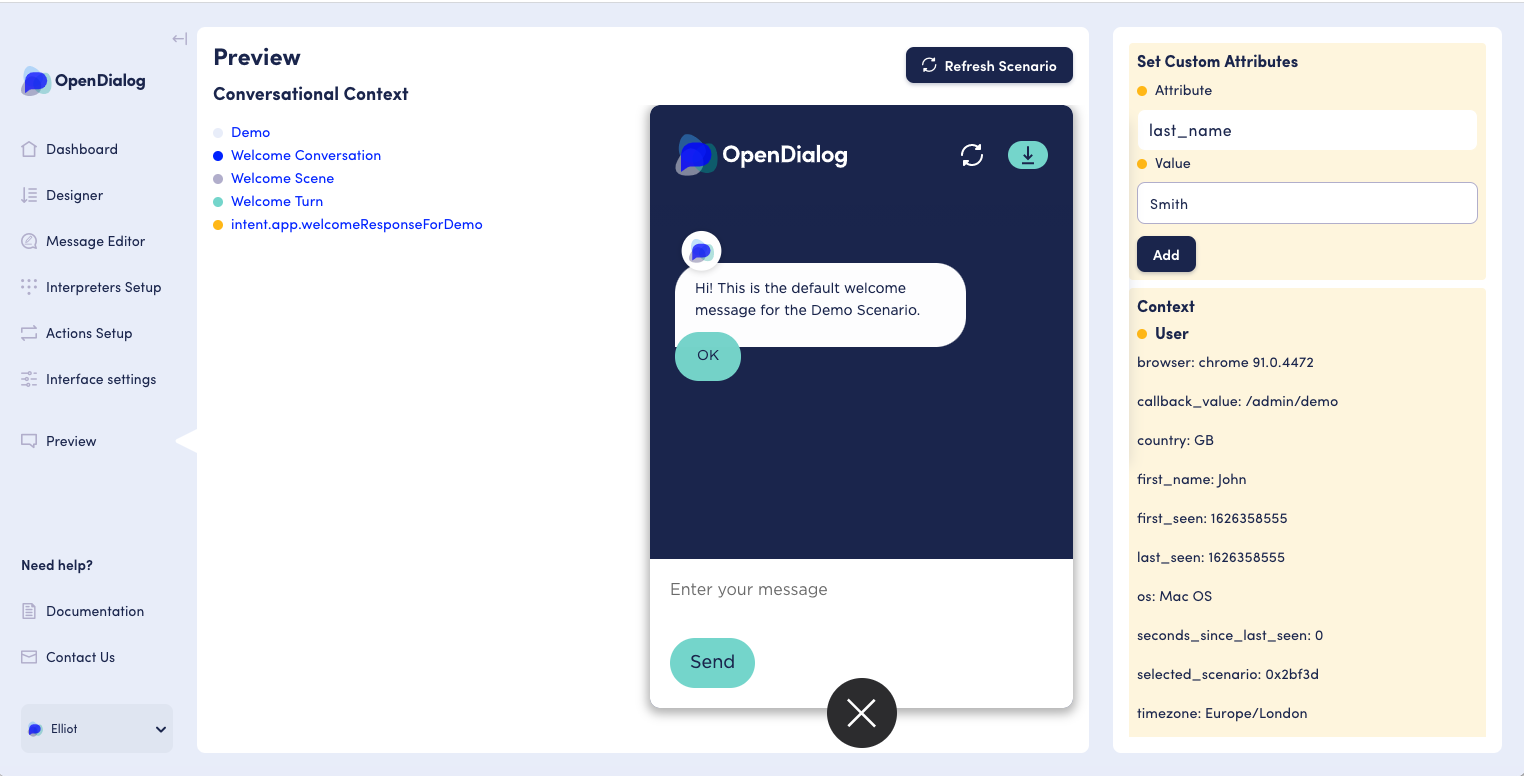 OpenDialog
Dashboard
Designer
Message Editor
Interpreters Setup
Actions Setup
Interface settings
Preview
Need help?
Documentation
Contact Us
Elliot
Preview
Refresh Scenario
Conversational Context
Demo
Welcome Conversation
Welcome Scene
Welcome Turn
intent.app.welcomeResponseForDemo
OpenDialog
Hi! This is the default welcome
message for the Demo Scenario.
OK
Enter your message
Send
Set Custom Attributes
Attribute
last_name
Value
Smith
Add
Context
User
browser: chrome 91.0.4472
callback_value: /admin/demo
country: GB
first_name: John
first_seen: 1626358555
last_seen: 1626358555
os: Mac OS
seconds_since_last_seen: 0
selected_scenario: 0x2bf3d
timezone: Europe/London